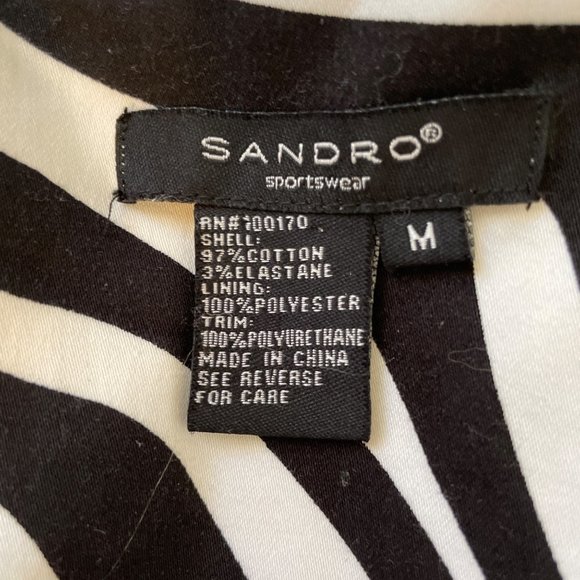 SANDRO®
sportswear
M
RN#100170
SHELL:
97%COTTON
3%ELASTANE
LINING:
100%POLYESTER
TRIM:
100%POLYURETHANE
MADE IN CHINA
SEE REVERSE
FOR CARE